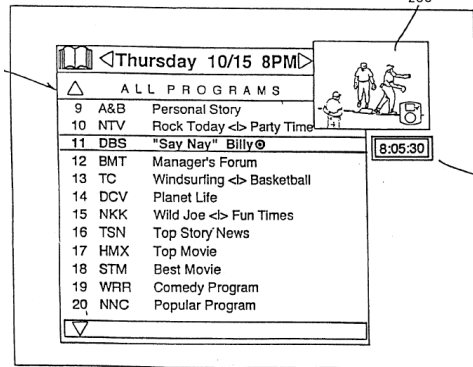 Thursday 10/15 8PM
ALL PROGRAMS
9 A&B Personal Story
10 NTV Rock Today <I> Party Time
11 DBS "Say Nay" Billy
8:05:30
12 BMT Manager's Forum
13 TC Windsurfing <I> Basketball
14 DCV Planet Life
15 NKK Wild Joe <I> Fun Times
16 TSN Top Story News
17 HMX Top Movie
18 STM Best Movie
19 WRR Comedy Program
20 NNC Popular Program